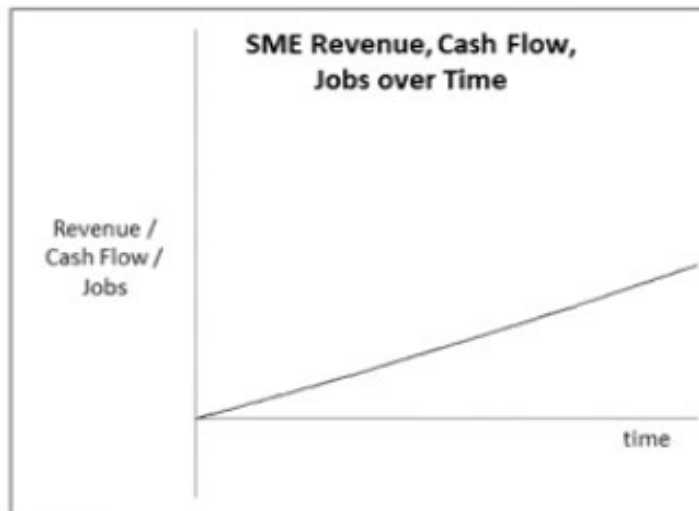 SME Revenue, Cash Flow,
Jobs over Time
Revenue /
Cash Flow /
Jobs
time